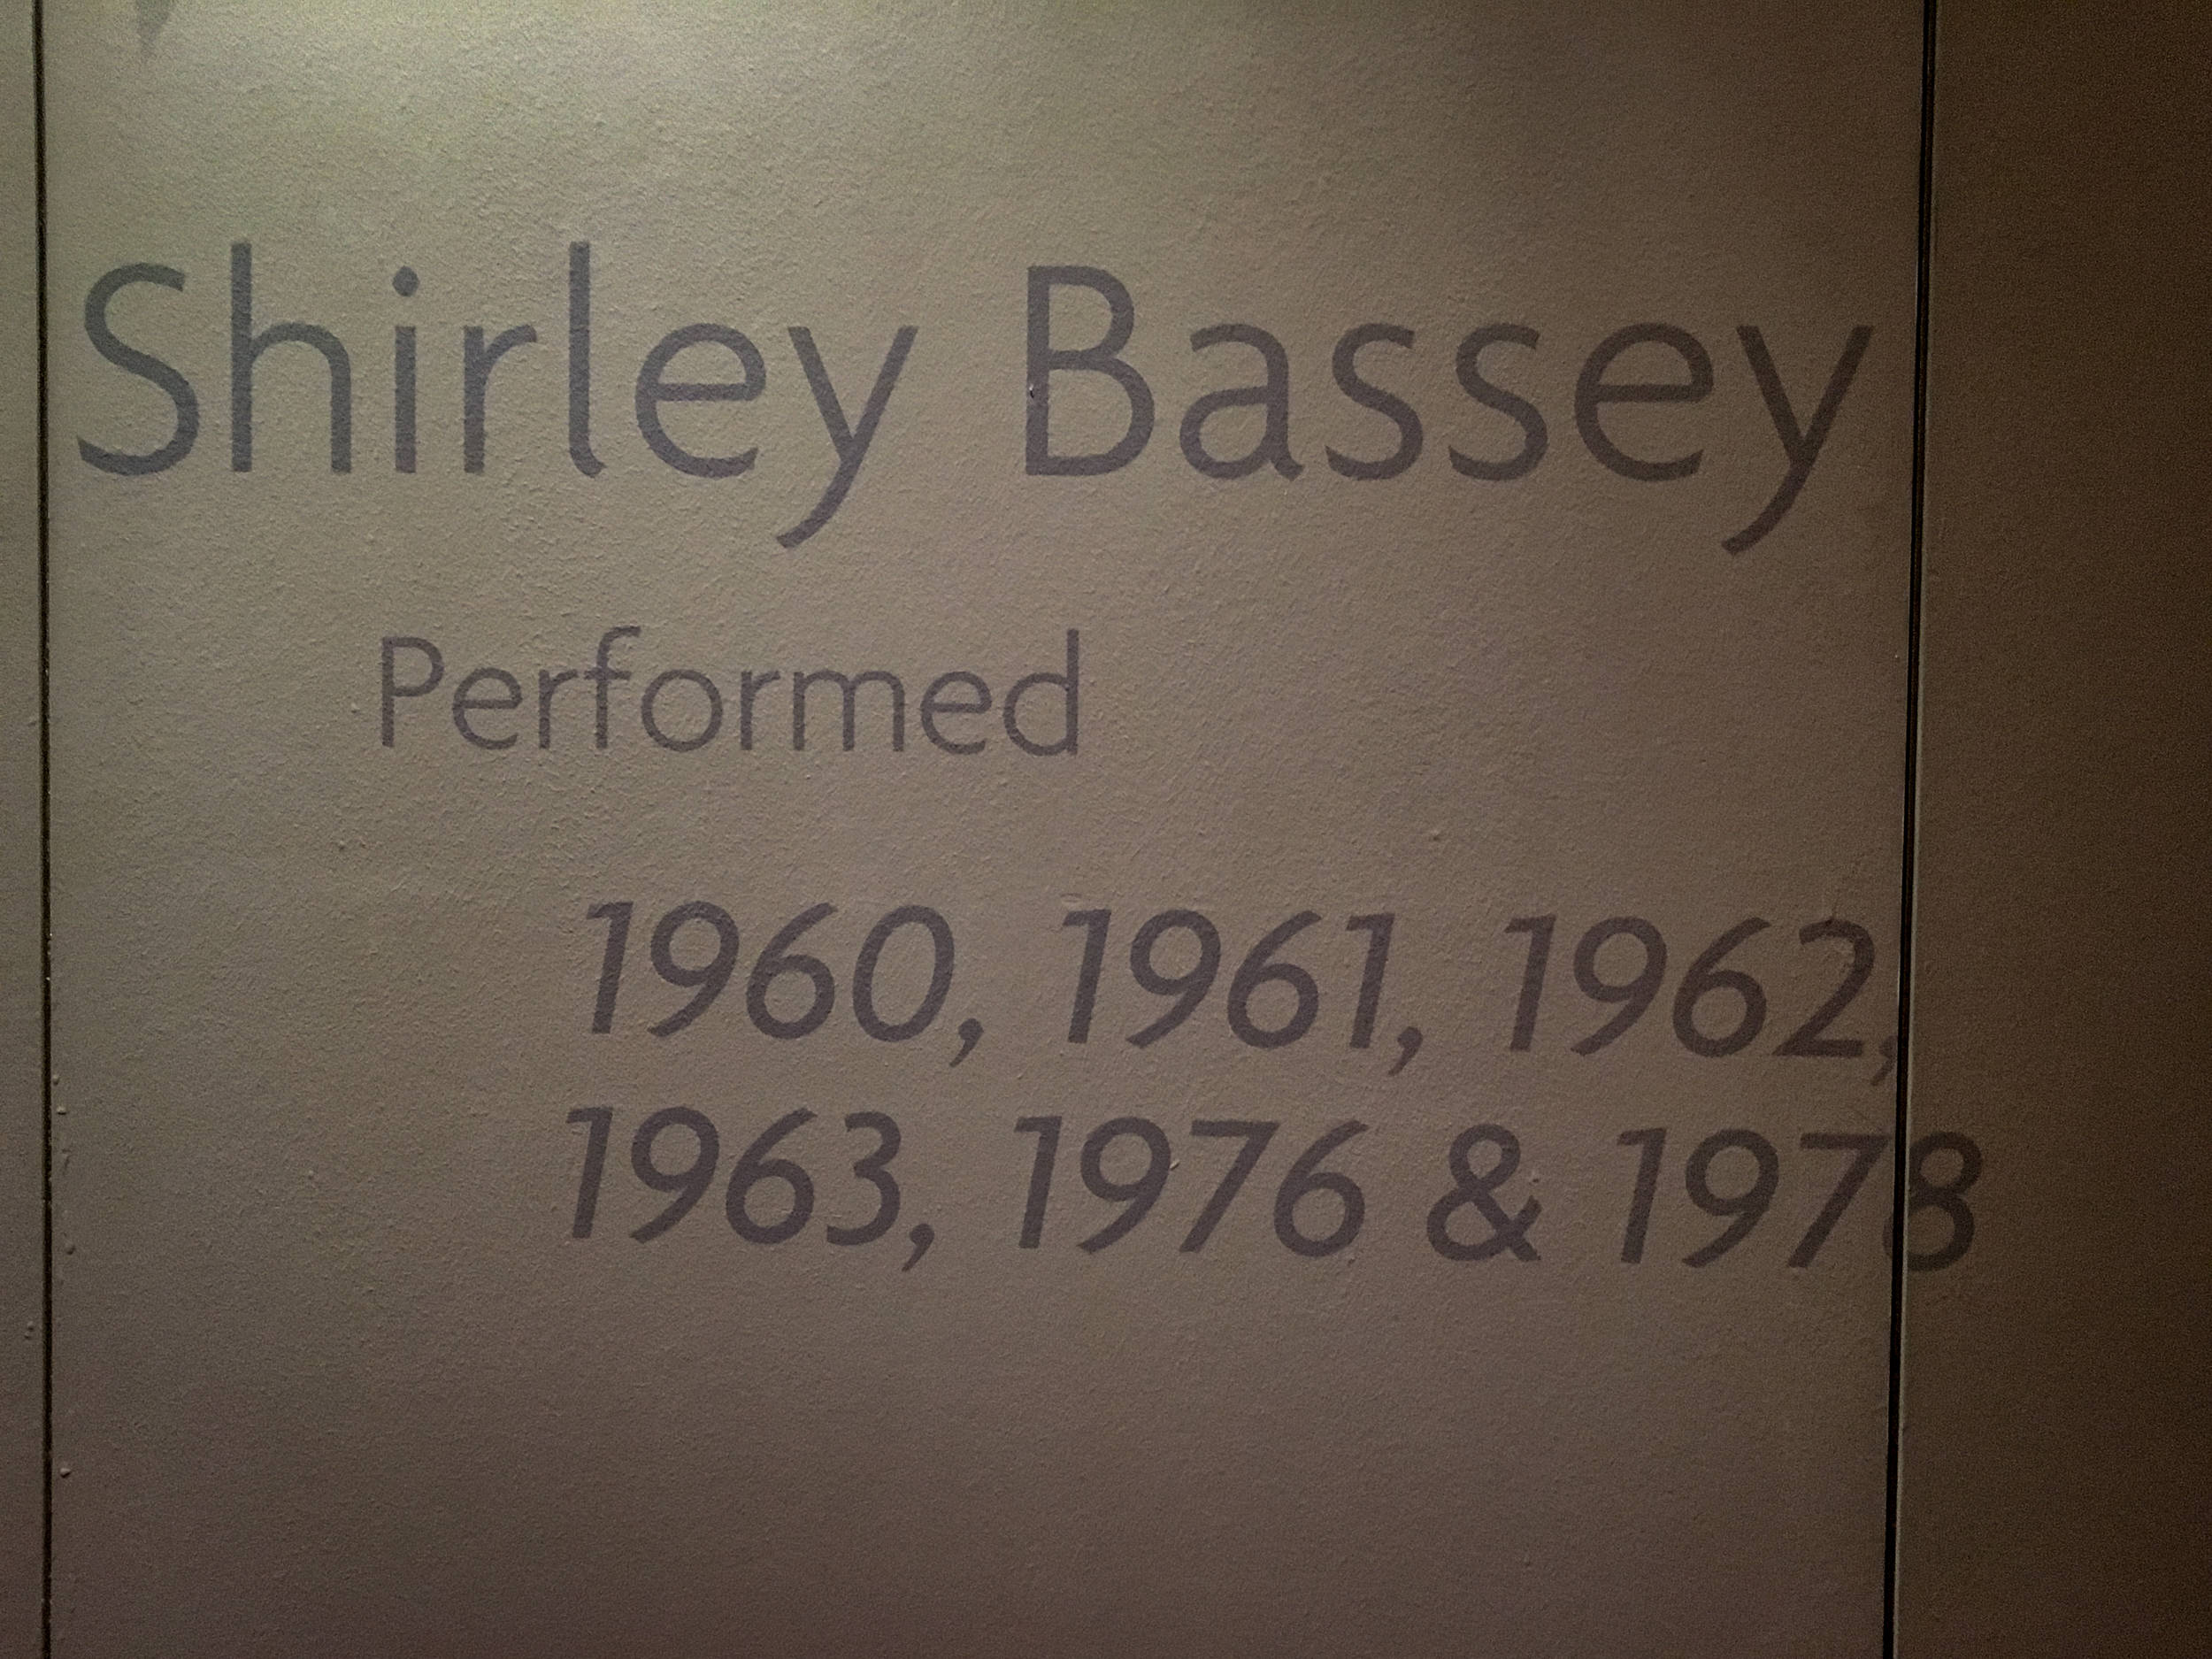 Shirley Bassey
Performed
1960, 1961, 1962,
1963, 1976 & 1978